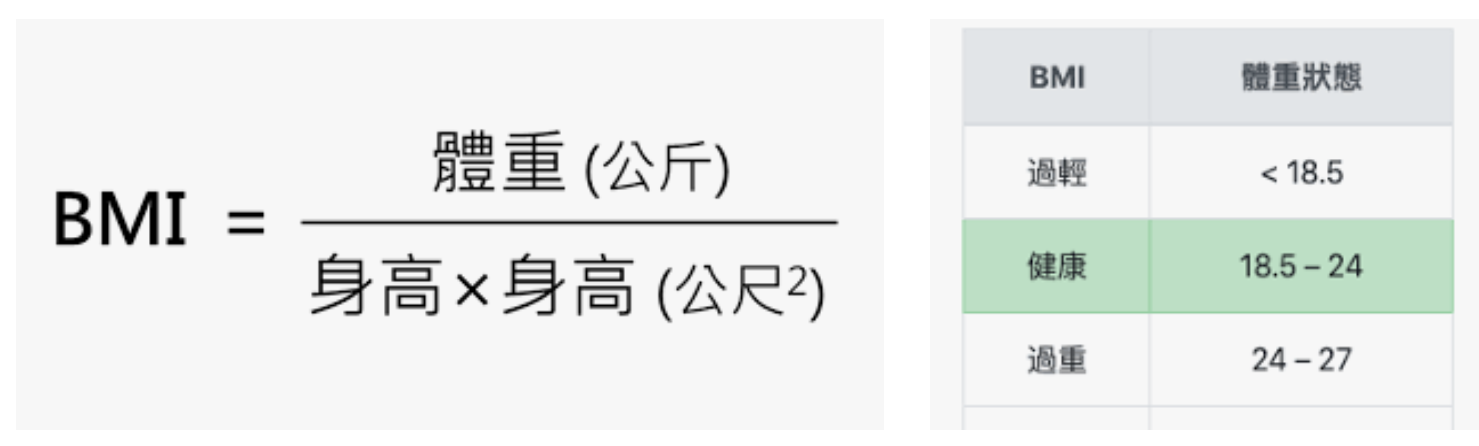 體重 (公斤)
BMI =
身高×身高 (公尺²)
BMI 體重狀態
過輕 < 18.5
健康 18.5 – 24
過重 24 – 27